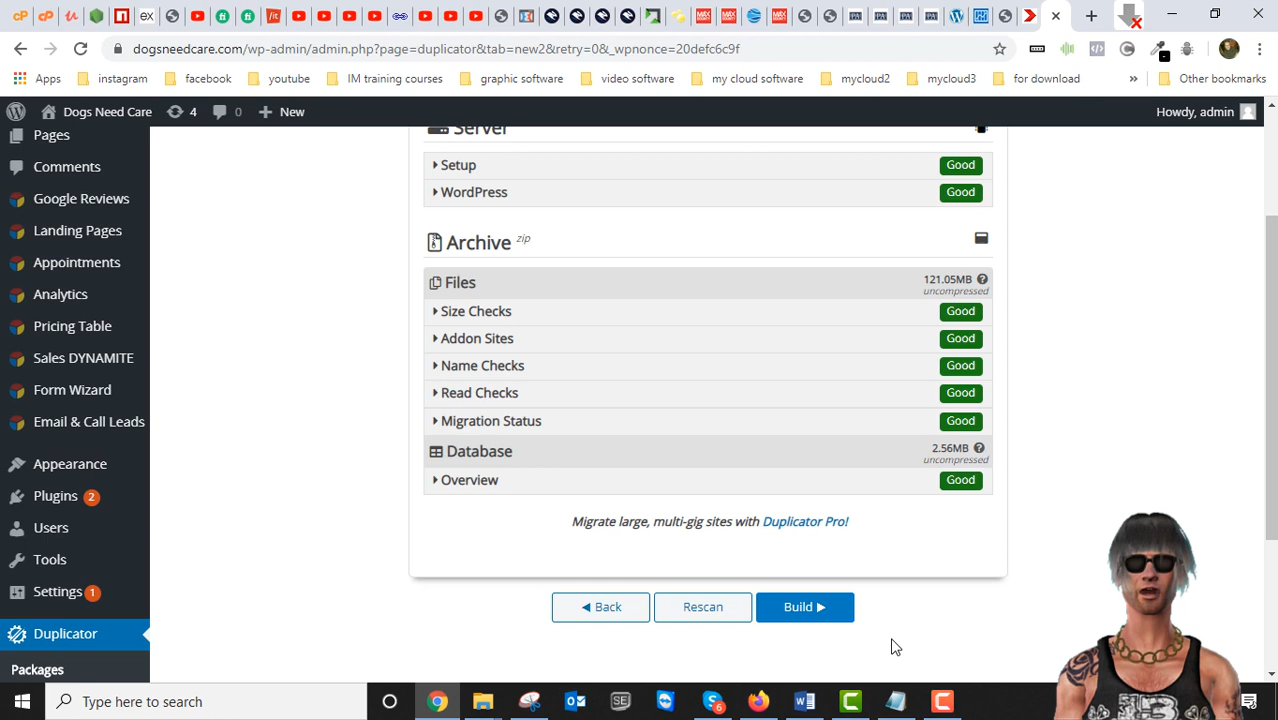 dogsneedcare.com/wp-admin/admin.php?page=duplicator&tab=new2&retry=0&_wpnonce=20defc6c9f
Apps instagram facebook youtube IM training courses graphic software video software my cloud software mycloud2 mycloud3 for download » Other bookmarks
Dogs Need Care 4 0 + New Howdy, admin
Pages
Comments
Google Reviews
Landing Pages
Appointments
Analytics
Pricing Table
Sales DYNAMITE
Form Wizard
Email & Call Leads
Appearance
Plugins 2
Users
Tools
Settings 1
Duplicator
Packages
Server
Setup Good
WordPress Good
Archive zip
Files 121.05MB
uncompressed
Size Checks Good
Addon Sites Good
Name Checks Good
Read Checks Good
Migration Status Good
Database 2.56MB
uncompressed
Overview Good
Migrate large, multi-gig sites with Duplicator Pro!
◀ Back Rescan Build ▶
Type here to search